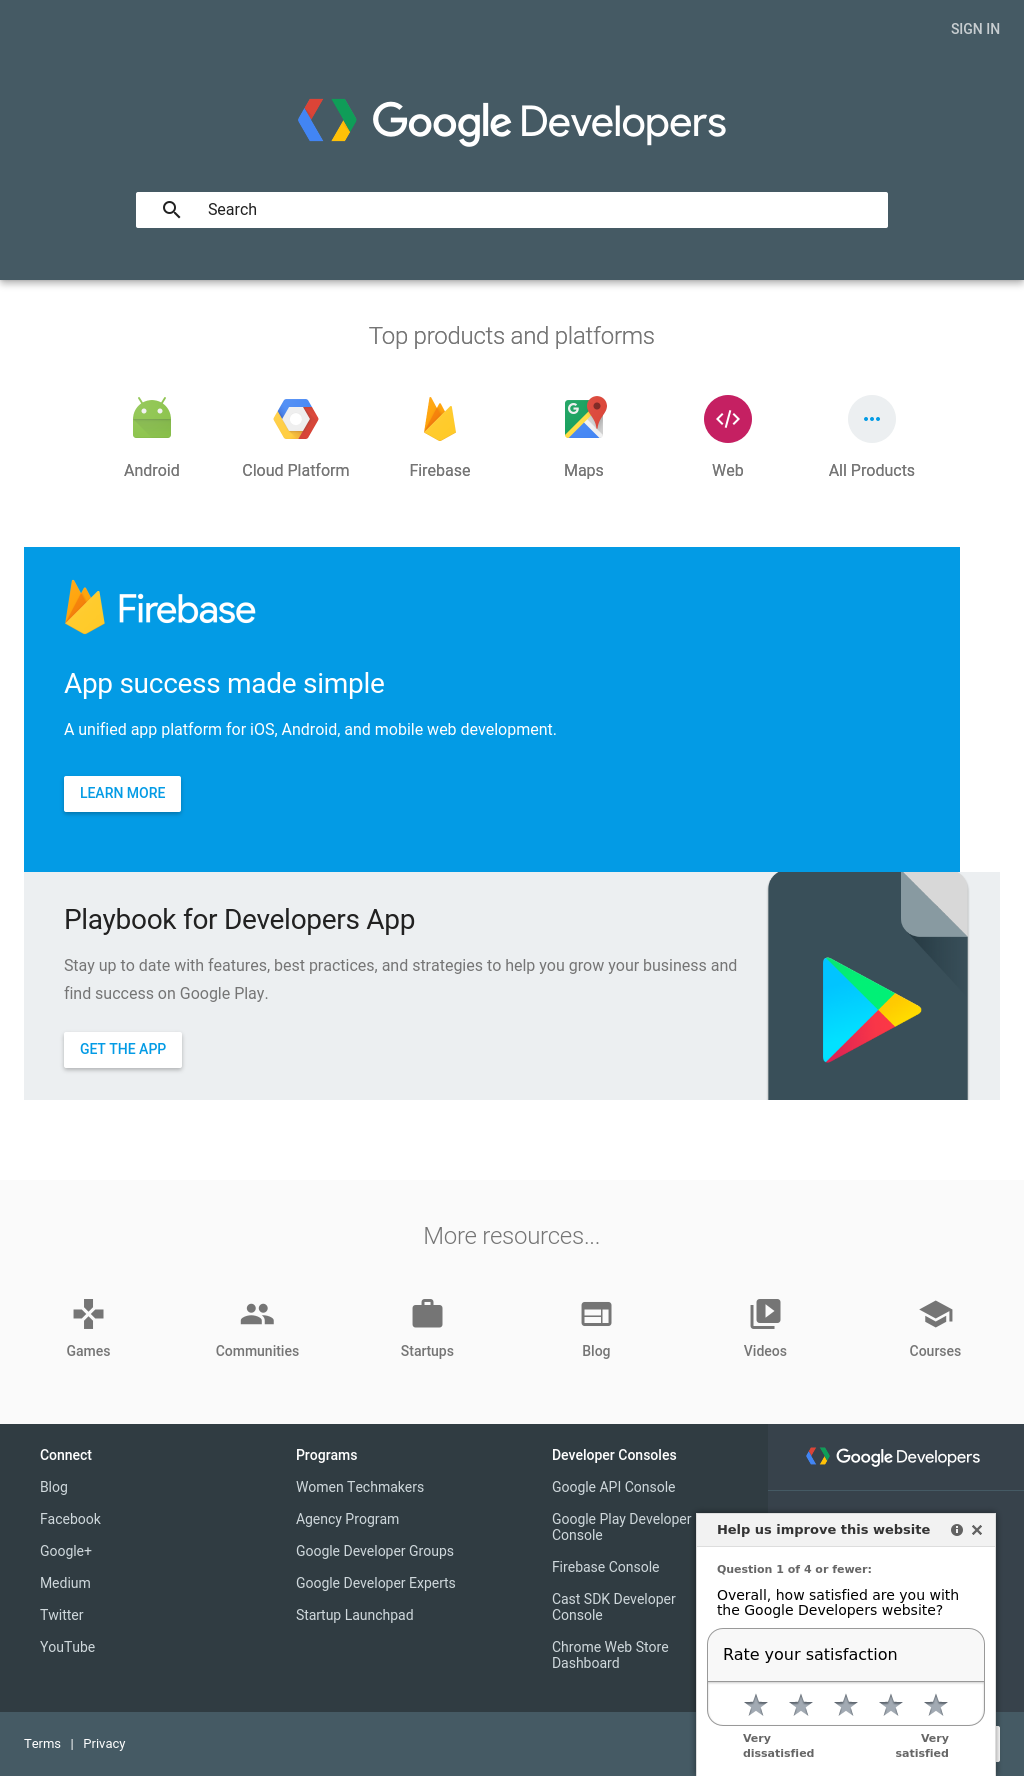 SIGN IN
Google Developers
Search
Top products and platforms
Android
Cloud Platform
Firebase
Maps
Web
All Products
Firebase
App success made simple
A unified app platform for iOS, Android, and mobile web development.
LEARN MORE
Playbook for Developers App
Stay up to date with features, best practices, and strategies to help you grow your business and
find success on Google Play.
GET THE APP
More resources...
Games
Communities
Startups
Blog
Videos
Courses
Connect
Blog
Facebook
Google+
Medium
Twitter
YouTube
Programs
Women Techmakers
Agency Program
Google Developer Groups
Google Developer Experts
Startup Launchpad
Developer Consoles
Google API Console
Google Play Developer
Console
Firebase Console
Cast SDK Developer
Console
Chrome Web Store
Dashboard
Google Developers
Help us improve this website
Question 1 of 4 or fewer:
Overall, how satisfied are you with
the Google Developers website?
Rate your satisfaction
Very
dissatisfied
Very
satisfied
Terms | Privacy